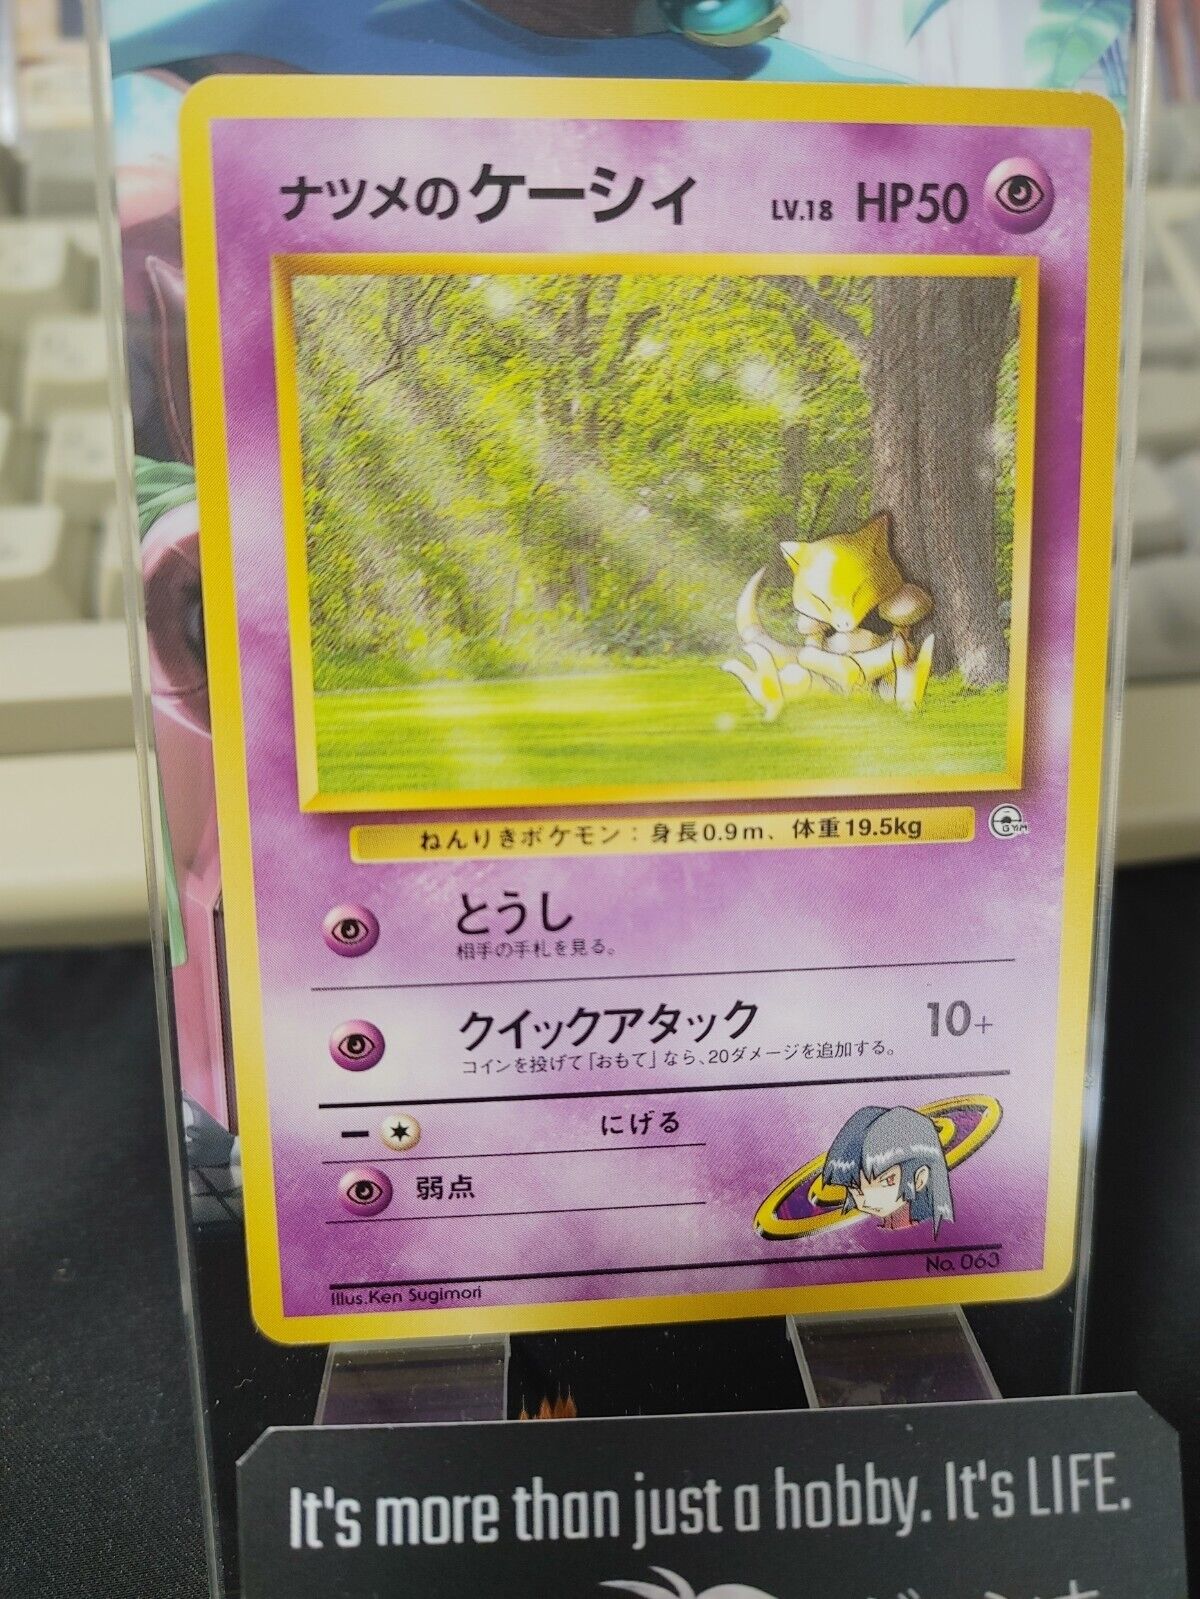 ナツメのケーシィ LV.18 HP50
ねんりきポケモン：身長0.9m、体重19.5kg
GYM
とうし
相手の手札を見る。
クイックアタック 10+
コインを投げて「おもて」なら、20ダメージを追加する。
ー にげる
弱点
No. 063
Illus.Ken Sugimori
It's more than just a hobby. It's LIFE.